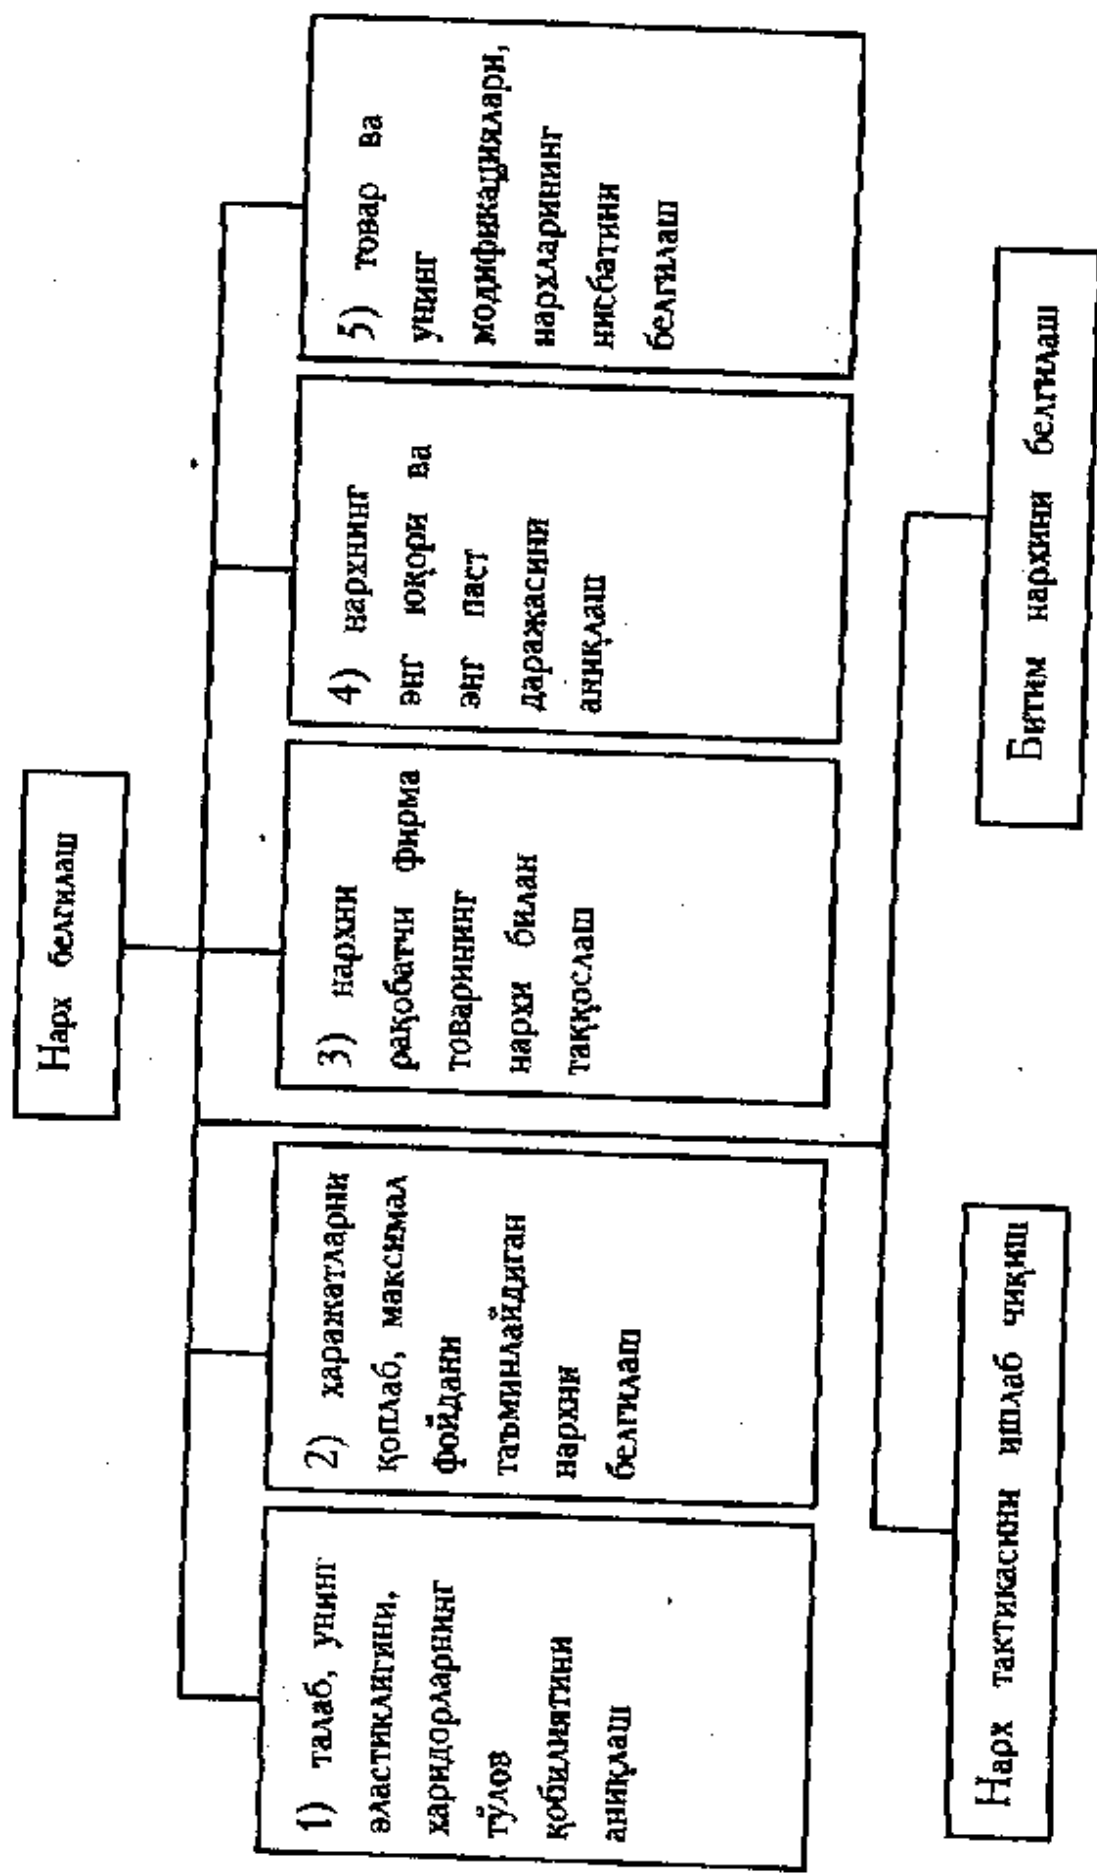 Нарх белгилаш
1) талаб, унинг
эластиклигини,
харидорларнинг
тўлов
қобилиятини
аниқлаш
2) харажатларни
қоплаб, максимал
фойдани
таъминлайдиган
нархни
белгилаш
3) нархни
рақобатчи фирма
товарининг
нархи билан
таққослаш
4) нархнинг
энг юқори ва
энг паст
даражасини
аниқлаш
5) товар ва
унинг
модификациялари,
нархларининг
нисбатини
белгилаш
Нарх тактикасини ишлаб чиқиш
Битим нархини белгилаш